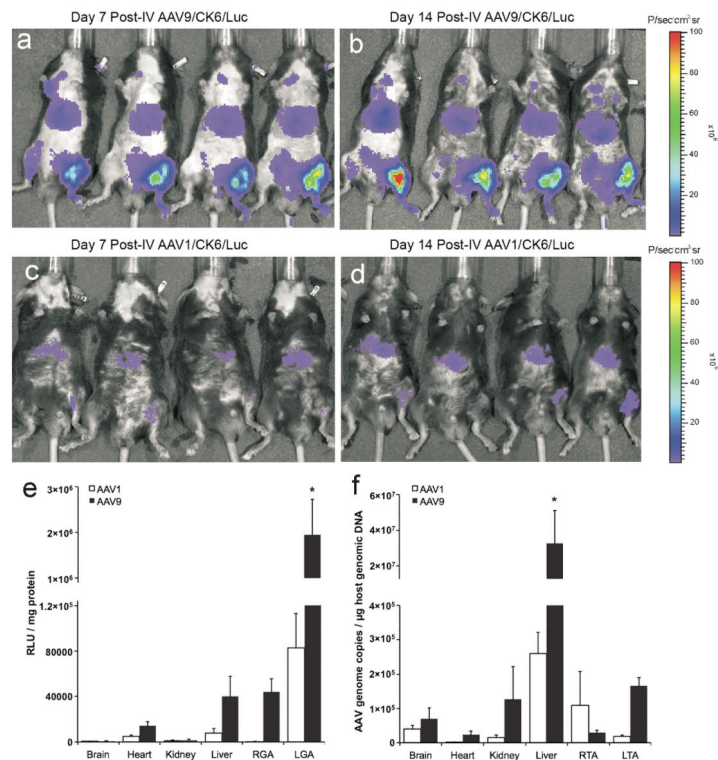 Day 7 Post-IV AAV9/CK6/Luc
Day 14 Post-IV AAV9/CK6/Luc
P/sec/cm²/sr
a
b
100
80
60
40
20
x10⁶
Day 7 Post-IV AAV1/CK6/Luc
Day 14 Post-IV AAV1/CK6/Luc
P/sec/cm²/sr
c
d
100
80
60
40
20
e
AAV1
AAV9
RLU / mg protein
3×10⁶
2×10⁶
1×10⁶
1.2×10⁵
80000
40000
0
*
Brain Heart Kidney Liver RGA LGA
f
AAV1
AAV9
AAV genome copies / µg host genomic DNA
6×10⁷
4×10⁷
2×10⁷
4×10⁵
3×10⁵
2×10⁵
1×10⁵
0
*
Brain Heart Kidney Liver RTA LTA